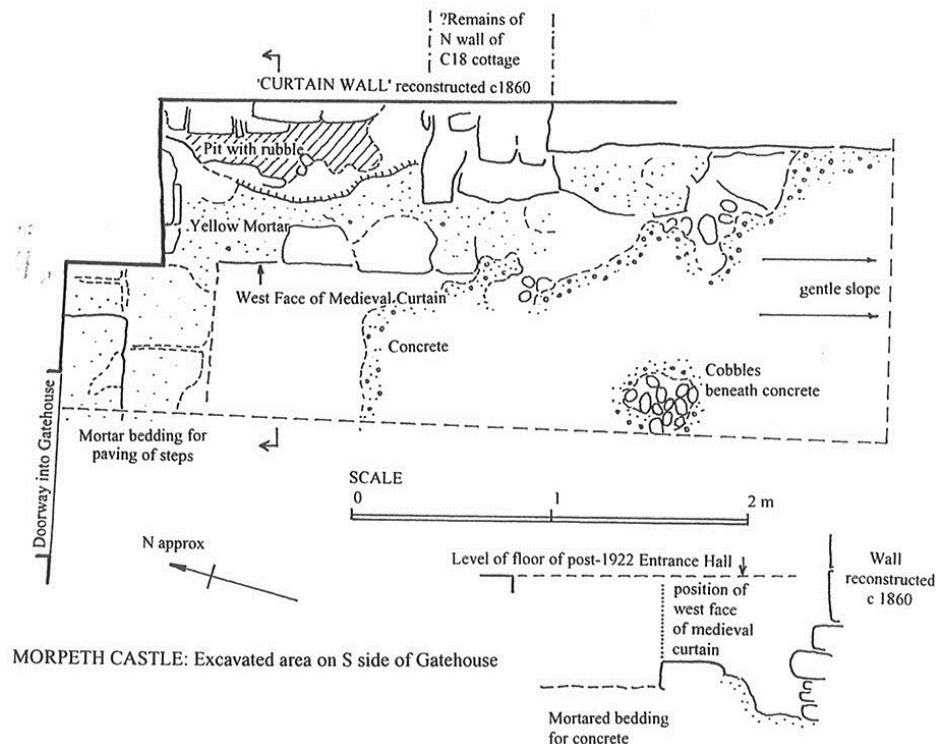 ?Remains of
N wall of
C18 cottage
'CURTAIN WALL' reconstructed c1860
Pit with rubble
Yellow Mortar
West Face of Medieval Curtain
gentle slope
Concrete
Cobbles
beneath concrete
Doorway into Gatehouse
Mortar bedding for
paving of steps
SCALE
0 1 2 m
N approx
Level of floor of post-1922 Entrance Hall
Wall
reconstructed
c 1860
position of
west face
of medieval
curtain
MORPETH CASTLE: Excavated area on S side of Gatehouse
Mortared bedding
for concrete